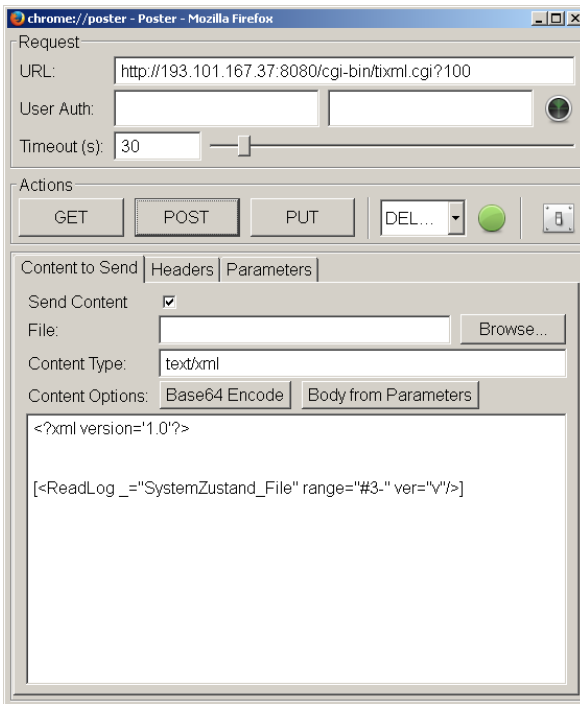 chrome://poster - Poster - Mozilla Firefox
Request
URL: http://193.101.167.37:8080/cgi-bin/tixml.cgi?100
User Auth:
Timeout (s): 30
Actions
GET POST PUT DEL...
Content to Send Headers Parameters
Send Content
File: Browse...
Content Type: text/xml
Content Options: Base64 Encode Body from Parameters
<?xml version='1.0'?>
[<ReadLog _="SystemZustand_File" range="#3-" ver="v"/>]